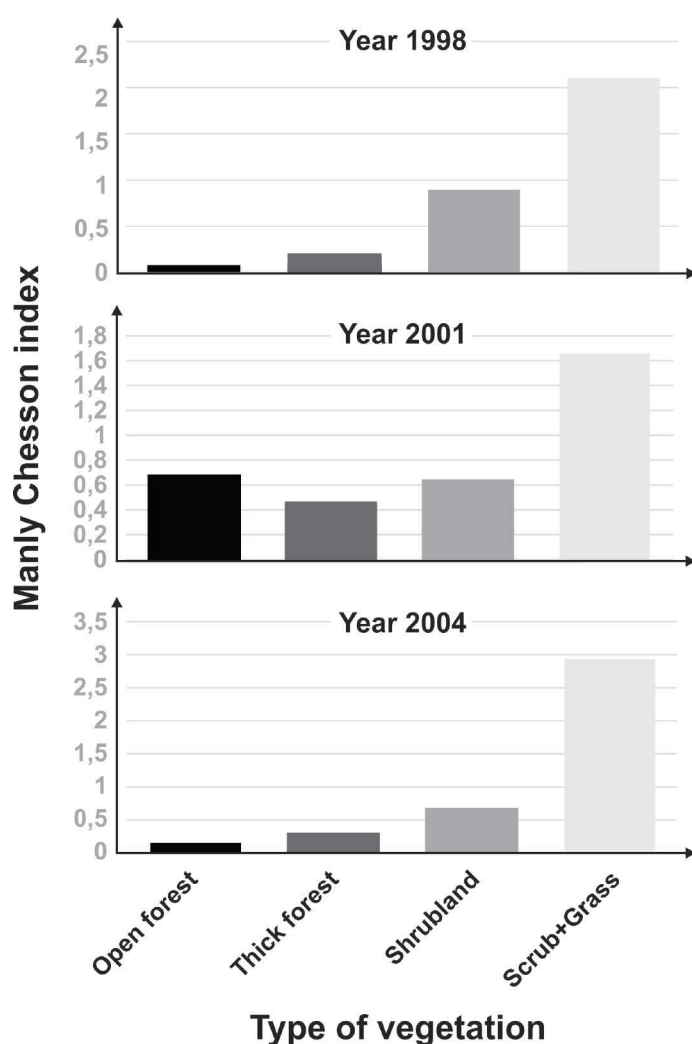 Manly Chesson index
Year 1998
2,5
2
1,5
1
0,5
0
Year 2001
1,8
1,6
1,4
1,2
1
0,8
0,6
0,4
0,2
0
Year 2004
3,5
3
2,5
2
1,5
1
0,5
0
Open forest
Thick forest
Shrubland
Scrub+Grass
Type of vegetation